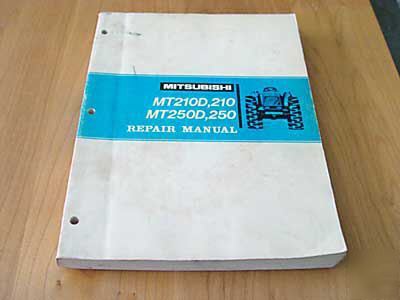 MITSUBISHI
MT210D,210
MT250D,250
REPAIR MANUAL